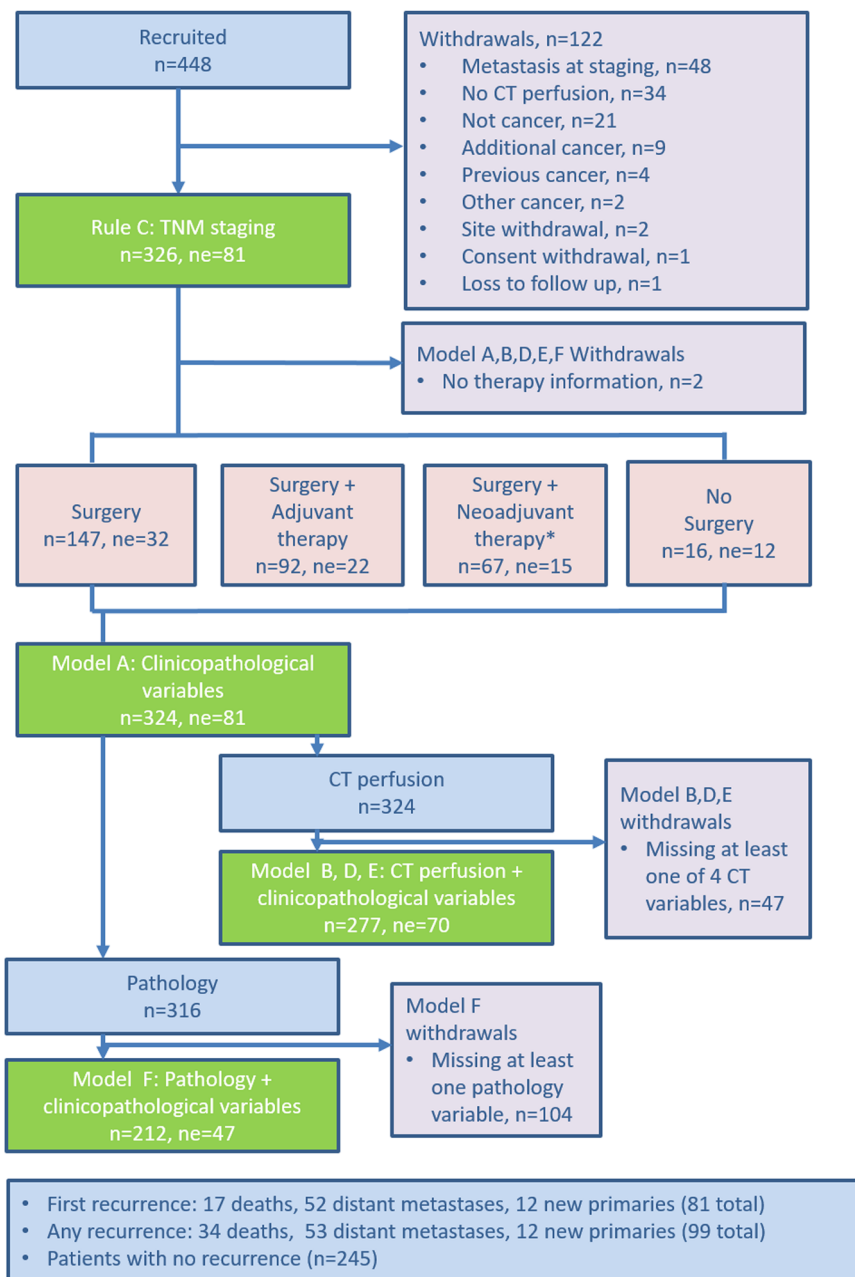 Recruited
n=448
Withdrawals, n=122
• Metastasis at staging, n=48
• No CT perfusion, n=34
• Not cancer, n=21
• Additional cancer, n=9
• Previous cancer, n=4
• Other cancer, n=2
• Site withdrawal, n=2
• Consent withdrawal, n=1
• Loss to follow up, n=1
Rule C: TNM staging
n=326, ne=81
Model A,B,D,E,F Withdrawals
• No therapy information, n=2
Surgery
n=147, ne=32
Surgery +
Adjuvant
therapy
n=92, ne=22
Surgery +
Neoadjuvant
therapy*
n=67, ne=15
No
Surgery
n=16, ne=12
Model A: Clinicopathological
variables
n=324, ne=81
CT perfusion
n=324
Model B,D,E
withdrawals
• Missing at least
one of 4 CT
variables, n=47
Model B, D, E: CT perfusion +
clinicopathological variables
n=277, ne=70
Pathology
n=316
Model F
withdrawals
• Missing at least
one pathology
variable, n=104
Model F: Pathology +
clinicopathological variables
n=212, ne=47
• First recurrence: 17 deaths, 52 distant metastases, 12 new primaries (81 total)
• Any recurrence: 34 deaths, 53 distant metastases, 12 new primaries (99 total)
• Patients with no recurrence (n=245)